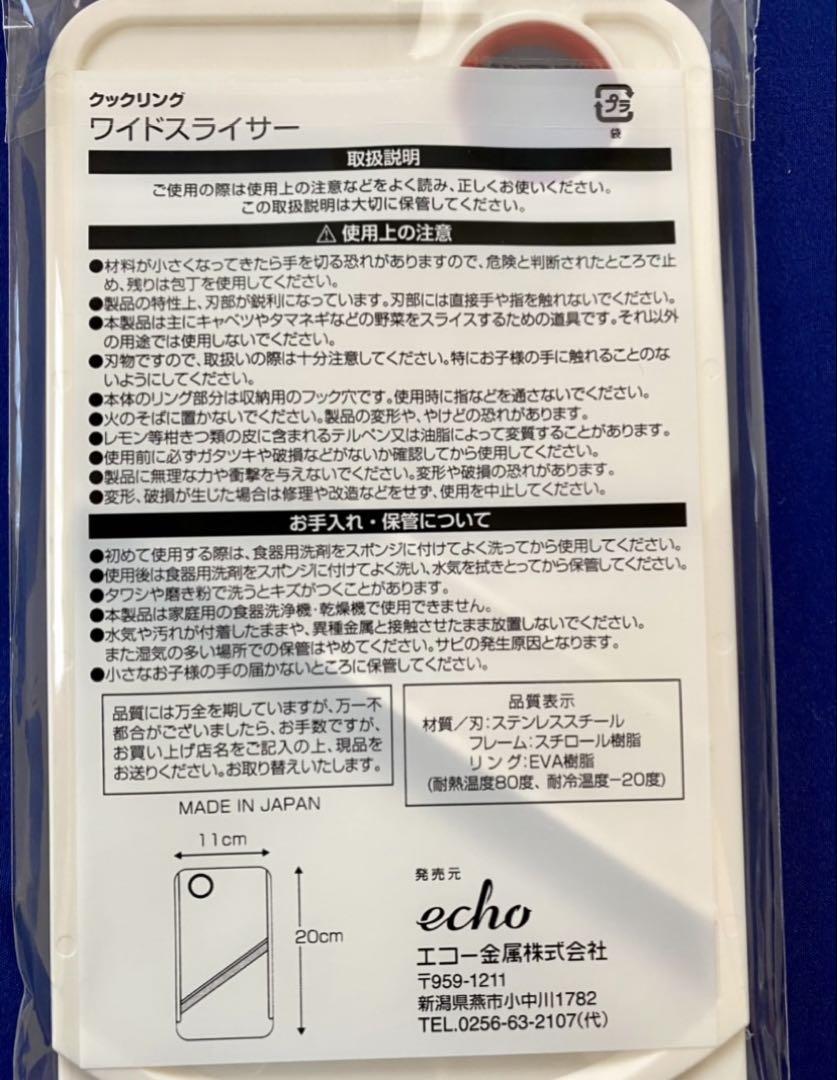 クックリング
ワイドスライサー
プラ
袋
取扱説明
ご使用の際は使用上の注意などをよく読み、正しくお使いください。
この取扱説明は大切に保管してください。
⚠ 使用上の注意
●材料が小さくなってきたら手を切る恐れがありますので、危険と判断されたところで止
め、残りは包丁を使用してください。
●製品の特性上、刃部が鋭利になっています。刃部には直接手や指を触れないでください。
●本製品は主にキャベツやタマネギなどの野菜をスライスするための道具です。それ以外
の用途では使用しないでください。
●刃物ですので、取扱いの際は十分注意してください。特にお子様の手に触れることのな
いようにしてください。
●本体のリング部分は収納用のフック穴です。使用時に指などを通さないでください。
●火のそばに置かないでください。製品の変形や、やけどの恐れがあります。
●レモン等柑きつ類の皮に含まれるテルペン又は油脂によって変質することがあります。
●使用前に必ずガタツキや破損などがないか確認してから使用してください。
●製品に無理な力や衝撃を与えないでください。変形や破損の恐れがあります。
●変形、破損が生じた場合は修理や改造などをせず、使用を中止してください。
お手入れ・保管について
●初めて使用する際は、食器用洗剤をスポンジに付けてよく洗ってから使用してください。
●使用後は食器用洗剤をスポンジに付けてよく洗い、水気を拭きとってから保管してください。
●タワシや磨き粉で洗うとキズがつくことがあります。
●本製品は家庭用の食器洗浄機・乾燥機で使用できません。
●水気や汚れが付着したままや、異種金属と接触させたまま放置しないでください。
また湿気の多い場所での保管はやめてください。サビの発生原因となります。
●小さなお子様の手の届かないところに保管してください。
品質には万全を期していますが、万一不
都合がございましたら、お手数ですが、
お買い上げ店名をご記入の上、現品を
お送りください。お取り替えいたします。
品質表示
材質／刃：ステンレススチール
フレーム：スチロール樹脂
リング：EVA樹脂
(耐熱温度80度、耐冷温度−20度)
MADE IN JAPAN
11cm
20cm
発売元
echo
エコー金属株式会社
〒959-1211
新潟県燕市小中川1782
TEL.0256-63-2107(代)